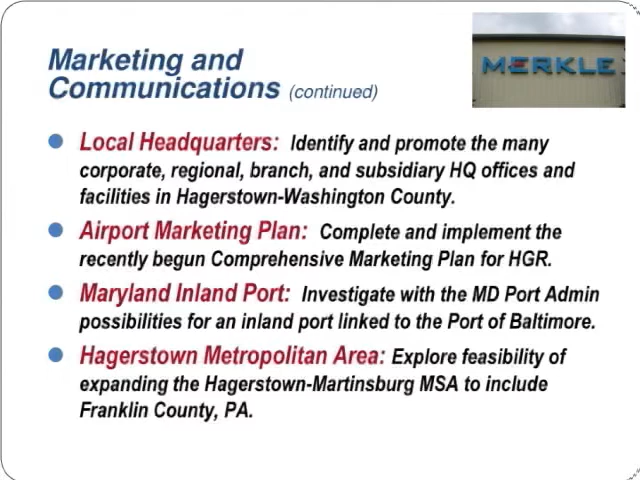 Marketing and
Communications (continued)
MERKLE
Local Headquarters: Identify and promote the many
corporate, regional, branch, and subsidiary HQ offices and
facilities in Hagerstown-Washington County.
Airport Marketing Plan: Complete and implement the
recently begun Comprehensive Marketing Plan for HGR.
Maryland Inland Port: Investigate with the MD Port Admin
possibilities for an inland port linked to the Port of Baltimore.
Hagerstown Metropolitan Area: Explore feasibility of
expanding the Hagerstown-Martinsburg MSA to include
Franklin County, PA.